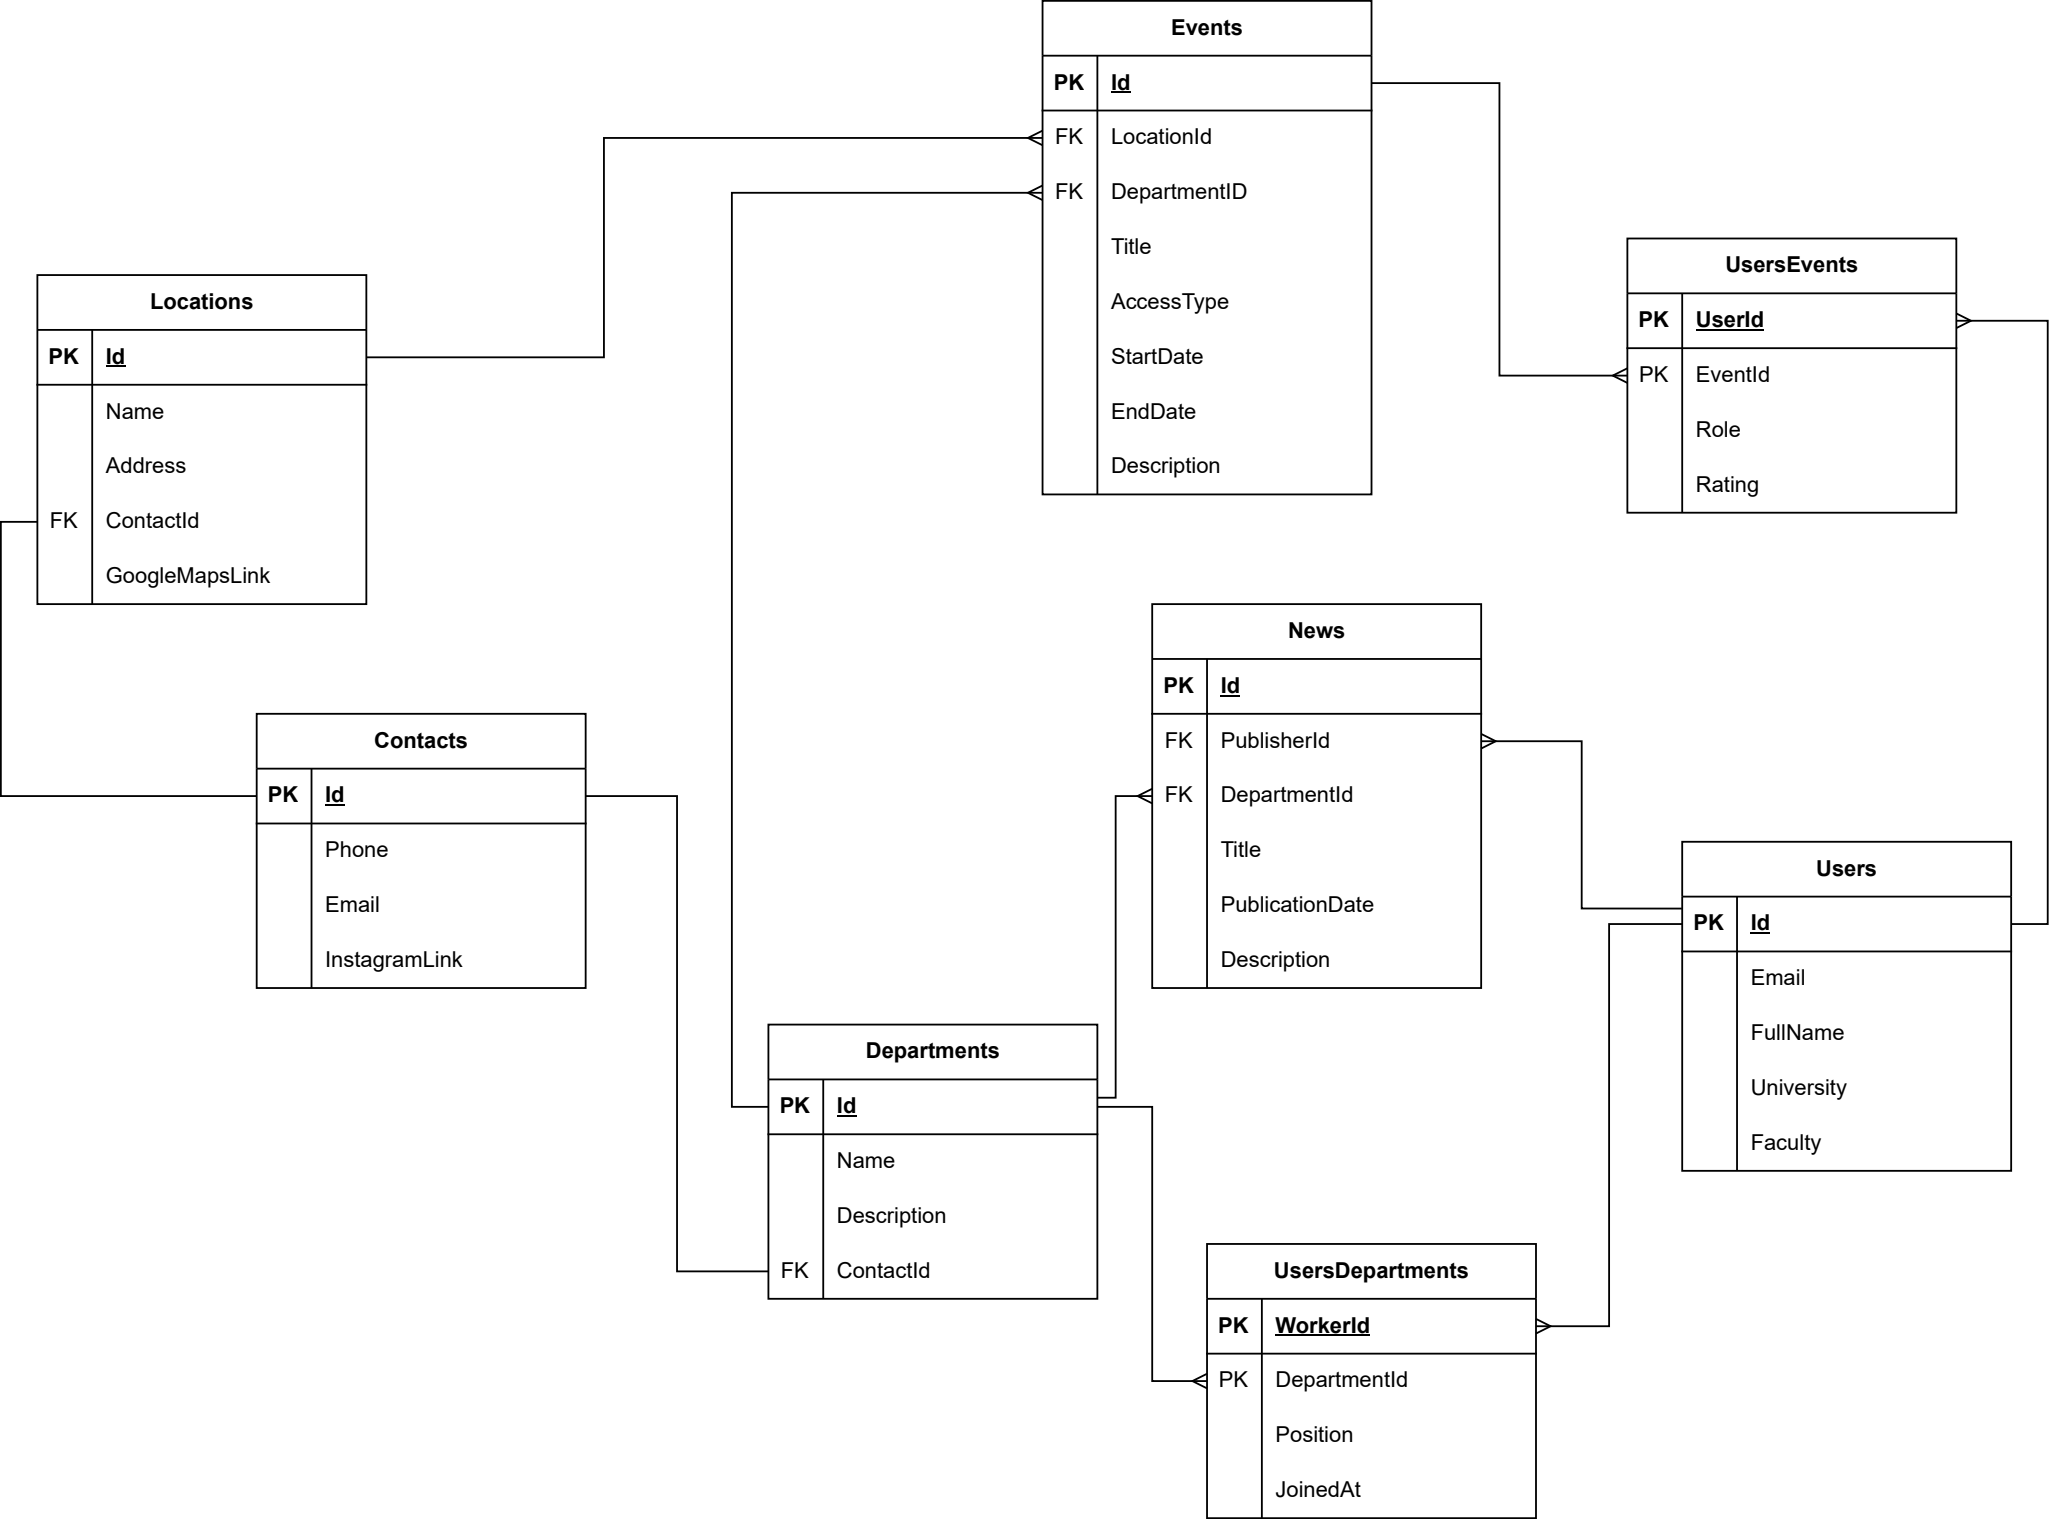 Events
PK Id
FK LocationId
FK DepartmentID
Title
AccessType
StartDate
EndDate
Description
UsersEvents
PK UserId
PK EventId
Role
Rating
Locations
PK Id
Name
Address
FK ContactId
GoogleMapsLink
News
PK Id
FK PublisherId
FK DepartmentId
Title
PublicationDate
Description
Contacts
PK Id
Phone
Email
InstagramLink
Users
PK Id
Email
FullName
University
Faculty
Departments
PK Id
Name
Description
FK ContactId
UsersDepartments
PK WorkerId
PK DepartmentId
Position
JoinedAt